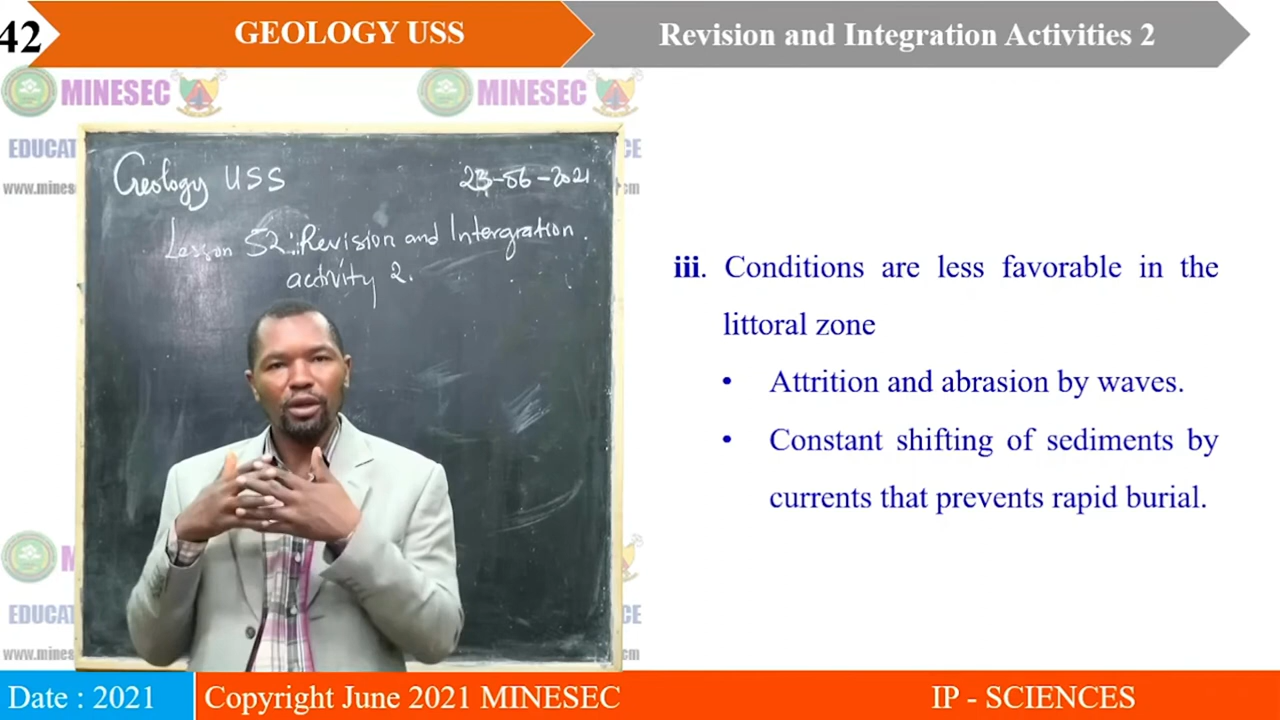 42
GEOLOGY USS
Revision and Integration Activities 2
MINESEC
MINESEC
EDUCAT
CE
www.mines
cm
Geology USS
23-06-2021
Lesson 52: Revision and Intergration
activity 2.
iii. Conditions are less favorable in the
littoral zone
• Attrition and abrasion by waves.
• Constant shifting of sediments by
currents that prevents rapid burial.
M
EDUCAT
CE
www.mines
cm
Date : 2021
Copyright June 2021 MINESEC
IP - SCIENCES